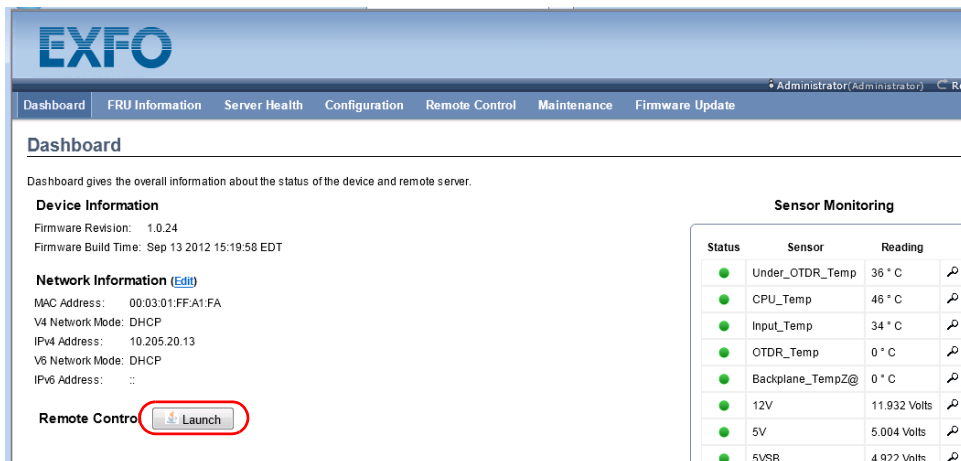 EXFO
Administrator(Administrator)
Dashboard FRU Information Server Health Configuration Remote Control Maintenance Firmware Update
Dashboard
Dashboard gives the overall information about the status of the device and remote server.
Device Information
Firmware Revision: 1.0.24
Firmware Build Time: Sep 13 2012 15:19:58 EDT
Network Information (Edit)
MAC Address: 00:03:01:FF:A1:FA
V4 Network Mode: DHCP
IPv4 Address: 10.205.20.13
V6 Network Mode: DHCP
IPv6 Address: ::
Remote Contro Launch
Sensor Monitoring
Status Sensor Reading
Under_OTDR_Temp 36 ° C
CPU_Temp 46 ° C
Input_Temp 34 ° C
OTDR_Temp 0 ° C
Backplane_TempZ@ 0 ° C
12V 11.932 Volts
5V 5.004 Volts
5VSB 4.922 Volts